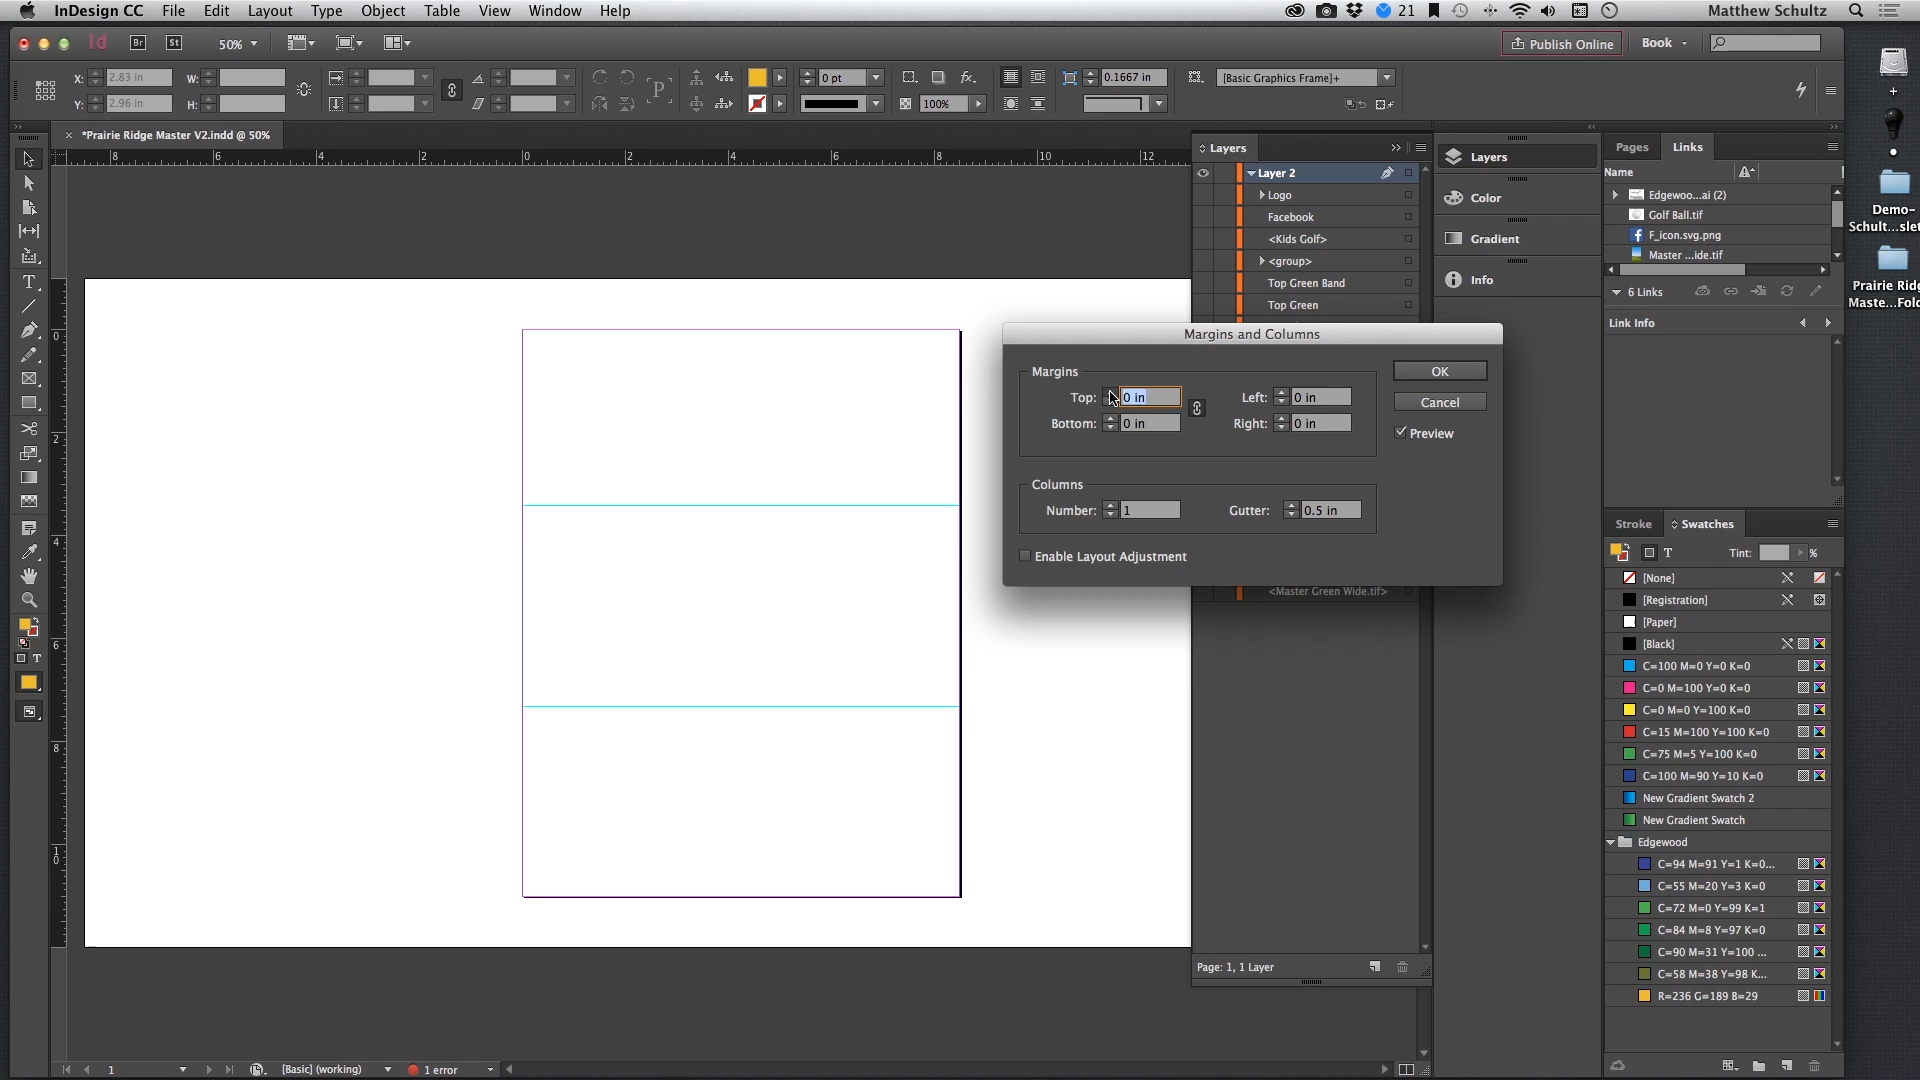 InDesign CC File Edit Layout Type Object Table View Window Help 21 Matthew Schultz
Id Br St 50% Publish Online Book
X: 2.83 in W: 0 pt 0.1667 in [Basic Graphics Frame]+
Y: 2.96 in H: 100%
× *Prairie Ridge Master V2.indd @ 50%
8 6 4 2 0 2 4 6 8 10 12
0
2
4
6
8
10
Layers
Layer 2
Logo
Facebook
<Kids Golf>
<group>
Top Green Band
Top Green
<Master Green Wide.tif>
Page: 1, 1 Layer
Margins and Columns
Margins
Top: 0 in Left: 0 in
Bottom: 0 in Right: 0 in
OK
Cancel
Preview
Columns
Number: 1 Gutter: 0.5 in
Enable Layout Adjustment
Layers
Color
Gradient
Info
Pages Links
Name
Edgewoo...ai (2)
Golf Ball.tif
F_icon.svg.png
Master ...ide.tif
6 Links
Link Info
Stroke Swatches
T Tint: %
[None]
[Registration]
[Paper]
[Black]
C=100 M=0 Y=0 K=0
C=0 M=100 Y=0 K=0
C=0 M=0 Y=100 K=0
C=15 M=100 Y=100 K=0
C=75 M=5 Y=100 K=0
C=100 M=90 Y=10 K=0
New Gradient Swatch 2
New Gradient Swatch
Edgewood
C=94 M=91 Y=1 K=0...
C=55 M=20 Y=3 K=0
C=72 M=0 Y=99 K=1
C=84 M=8 Y=97 K=0
C=90 M=31 Y=100 ...
C=58 M=38 Y=98 K...
R=236 G=189 B=29
Demo-
Schult...slet
Prairie Rid
Maste...Fol
1 [Basic] (working) 1 error